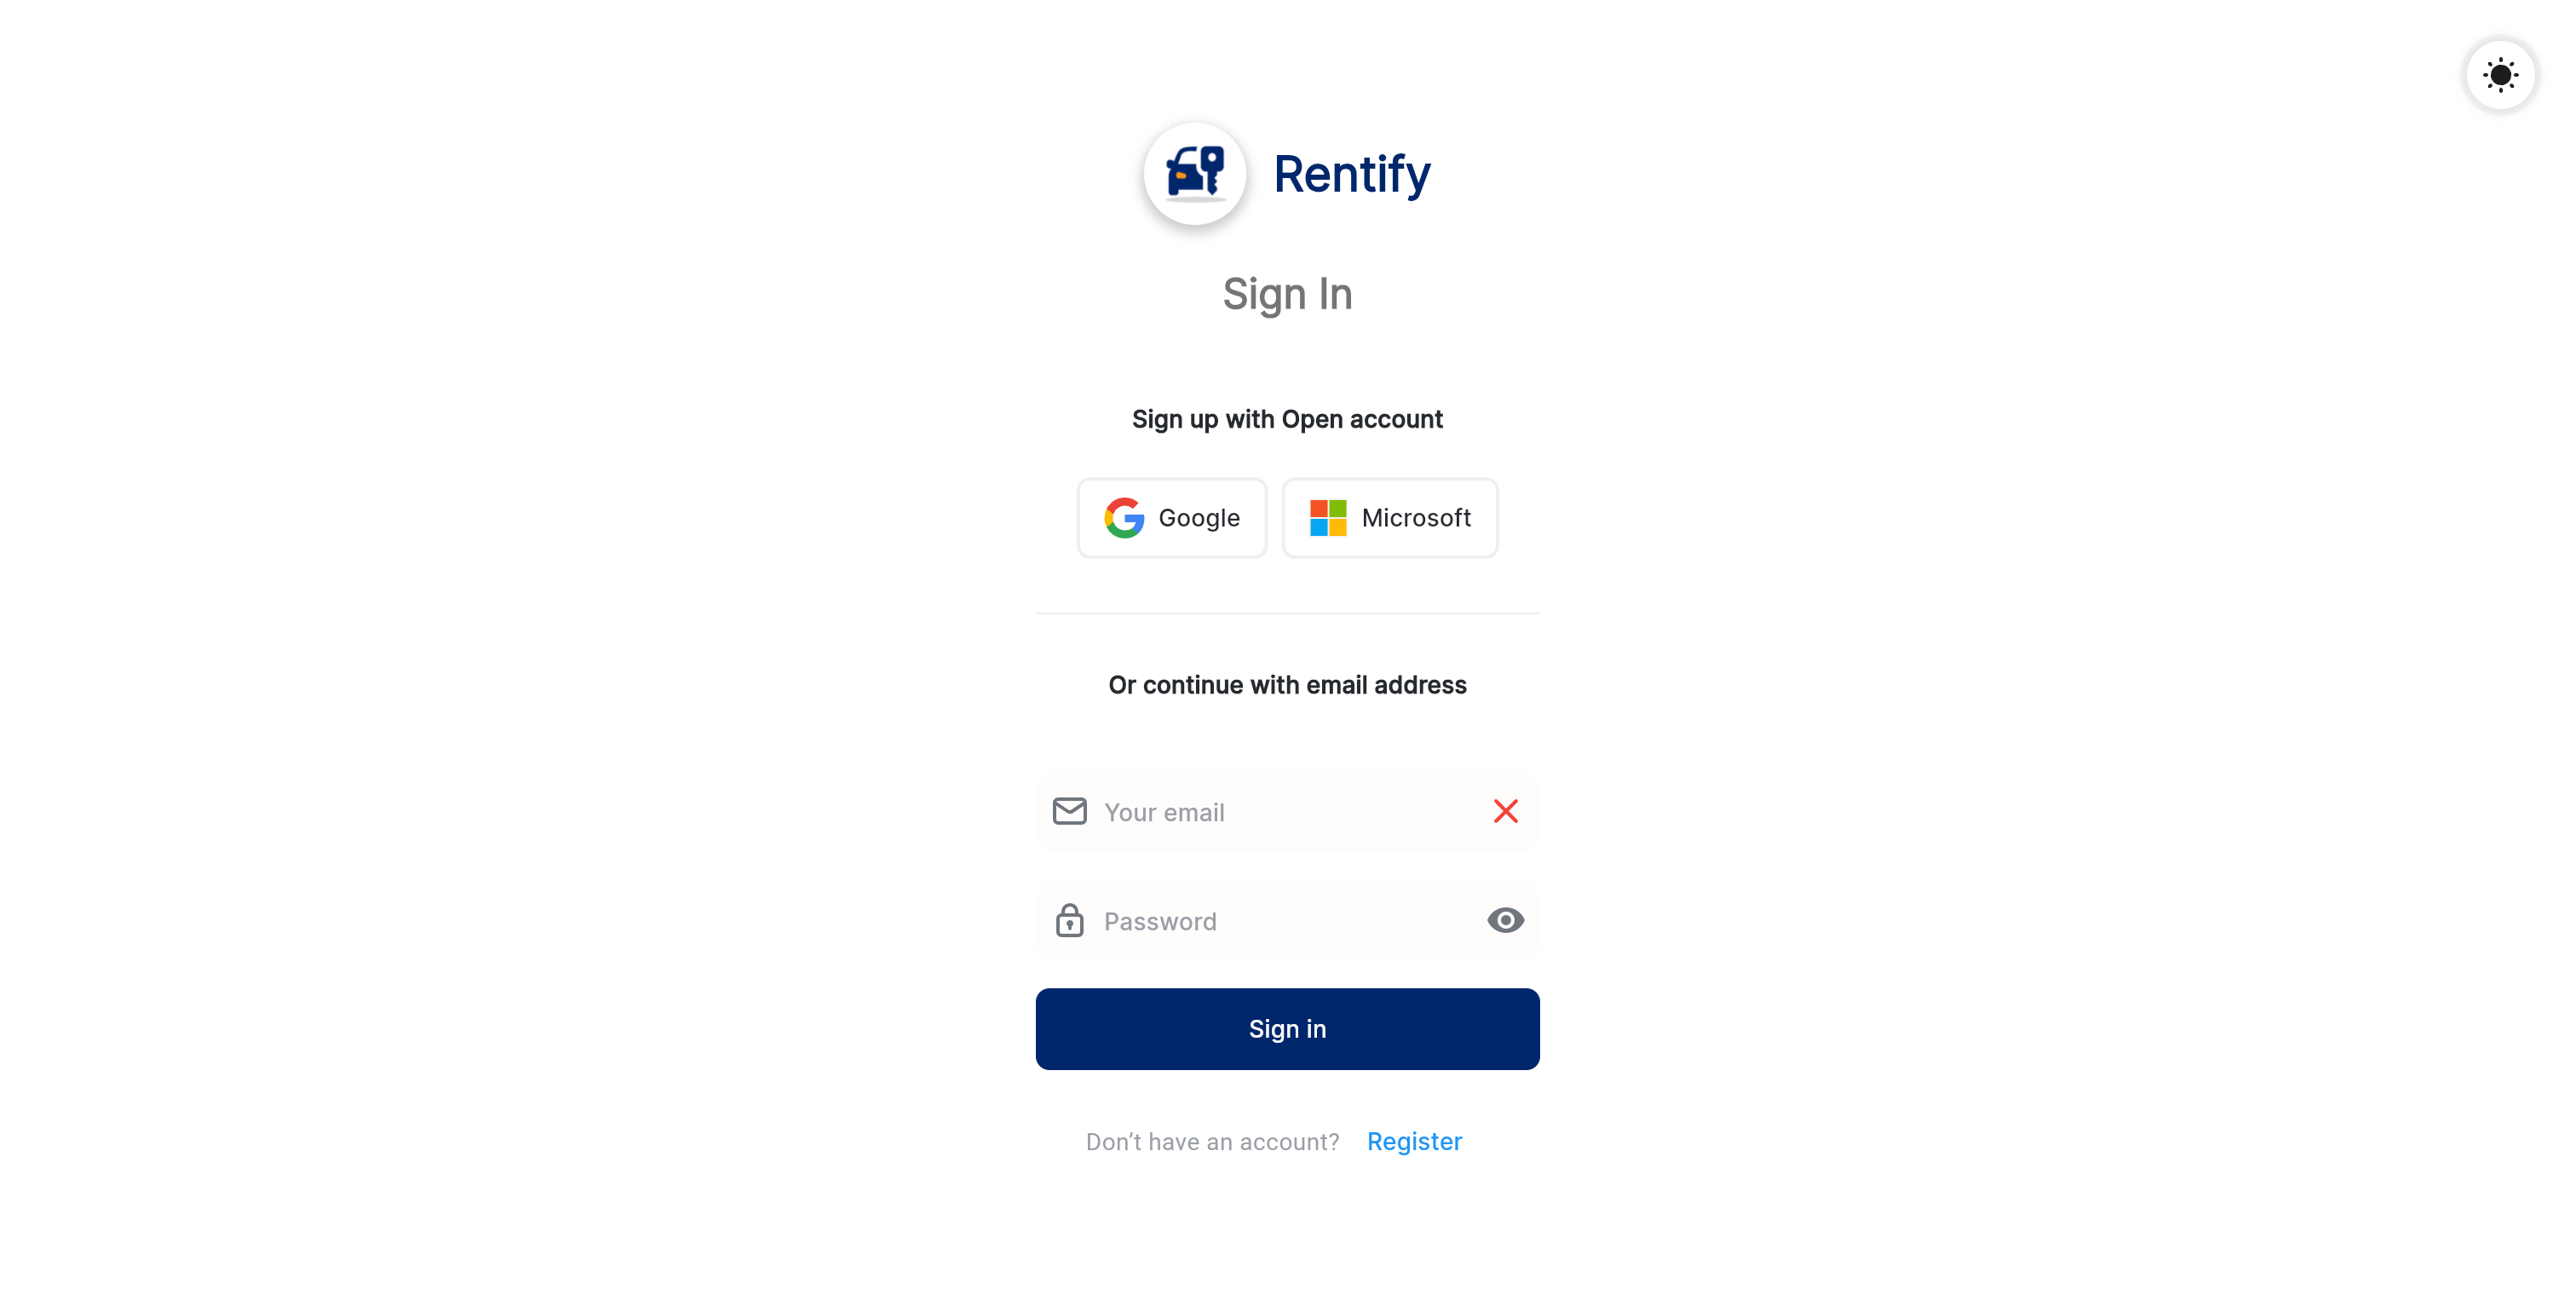 Rentify
Sign In
Sign up with Open account
Google
Microsoft
Or continue with email address
Your email
Password
Sign in
Don’t have an account? Register